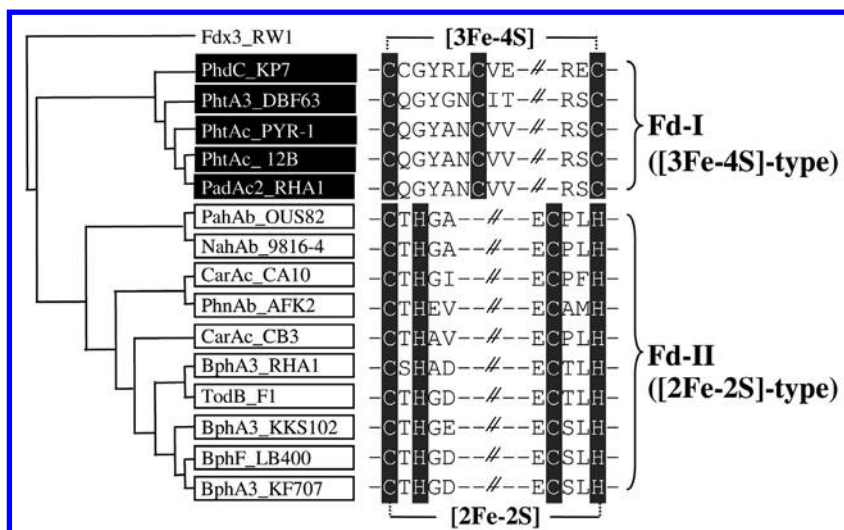 Fdx3_RW1
[3Fe-4S]
PhdC_KP7 -CCGYRLCVE-//-REC-
PhtA3_DBF63 -CQGYGNCIT-//-RSC-
PhtAc_PYR-1 -CQGYANCVV-//-RSC-
PhtAc_ 12B -CQGYANCVV-//-RSC-
PadAc2_RHA1 -CQGYANCVV-//-RSC-
Fd-I
([3Fe-4S]-type)
PahAb_OUS82 -CTHGA--//--ECPLH-
NahAb_9816-4 -CTHGA--//--ECPLH-
CarAc_CA10 -CTHGI--//--ECPFH-
PhnAb_AFK2 -CTHEV--//--ECAMH-
CarAc_CB3 -CTHAV--//--ECPLH-
BphA3_RHA1 -CSHAD--//--ECTLH-
TodB_F1 -CTHGD--//--ECTLH-
BphA3_KKS102 -CTHGE--//--ECSLH-
BphF_LB400 -CTHGD--//--ECSLH-
BphA3_KF707 -CTHGD--//--ECSLH-
Fd-II
([2Fe-2S]-type)
[2Fe-2S]